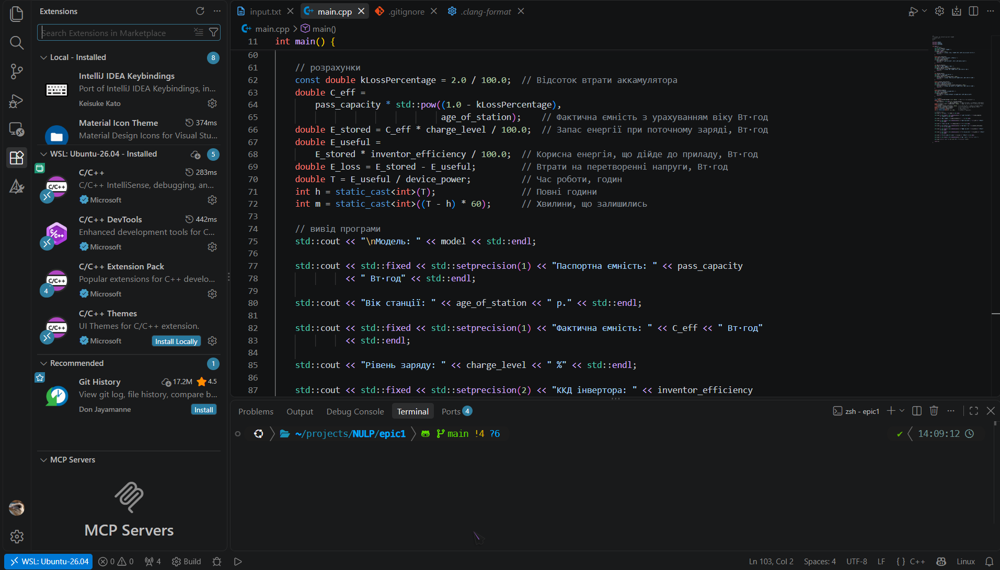 Extensions
Search Extensions in Marketplace
Local - Installed
8
IntelliJ IDEA Keybindings
Port of IntelliJ IDEA Keybindings, in...
Keisuke Kato
Material Icon Theme
374ms
Material Design Icons for Visual Stu...
WSL: Ubuntu-26.04 - Installed
5
C/C++
283ms
C/C++ IntelliSense, debugging, an...
Microsoft
C/C++ DevTools
442ms
Enhanced development tools for C...
Microsoft
C/C++ Extension Pack
Popular extensions for C++ develo...
4
Microsoft
C/C++ Themes
UI Themes for C/C++ extension.
Microsoft
Install Locally
Recommended
1
Git History
17.2M
4.5
View git log, file history, compare b...
Don Jayamanne
Install
MCP Servers
MCP Servers
input.txt
main.cpp
.gitignore
.clang-format
main.cpp > main()
11 int main() {
60
61 // розрахунки
62 const double kLossPercentage = 2.0 / 100.0;  // Відсоток втрати аккамулятора
63 double C_eff =
64 pass_capacity * std::pow((1.0 - kLossPercentage),
65 age_of_station);    // Фактична ємність з урахуванням віку Вт·год
66 double E_stored = C_eff * charge_level / 100.0;  // Запас енергії при поточному заряді, Вт·год
67 double E_useful =
68 E_stored * inventor_efficiency / 100.0;  // Корисна енергія, що дійде до приладу, Вт·год
69 double E_loss = E_stored - E_useful;         // Втрати на перетворенні напруги, Вт·год
70 double T = E_useful / device_power;          // Час роботи, годин
71 int h = static_cast<int>(T);                 // Повні години
72 int m = static_cast<int>((T - h) * 60);      // Хвилини, що залишились
73
74 // вивід програми
75 std::cout << "\nМодель: " << model << std::endl;
76
77 std::cout << std::fixed << std::setprecision(1) << "Паспортна ємність: " << pass_capacity
78 << " Вт·год" << std::endl;
79
80 std::cout << "Вік станції: " << age_of_station << " р." << std::endl;
81
82 std::cout << std::fixed << std::setprecision(1) << "Фактична ємність: " << C_eff << " Вт·год"
83 << std::endl;
84
85 std::cout << "Рівень заряду: " << charge_level << " %" << std::endl;
86
87 std::cout << std::fixed << std::setprecision(2) << "ККД інвертора: " << inventor_efficiency
Problems
Output
Debug Console
Terminal
Ports
4
zsh - epic1
~/projects/NULP/epic1
main !4 ?6
✔
14:09:12
WSL: Ubuntu-26.04
0
0
4
Build
Ln 103, Col 2
Spaces: 4
UTF-8
LF
{ } C++
Linux